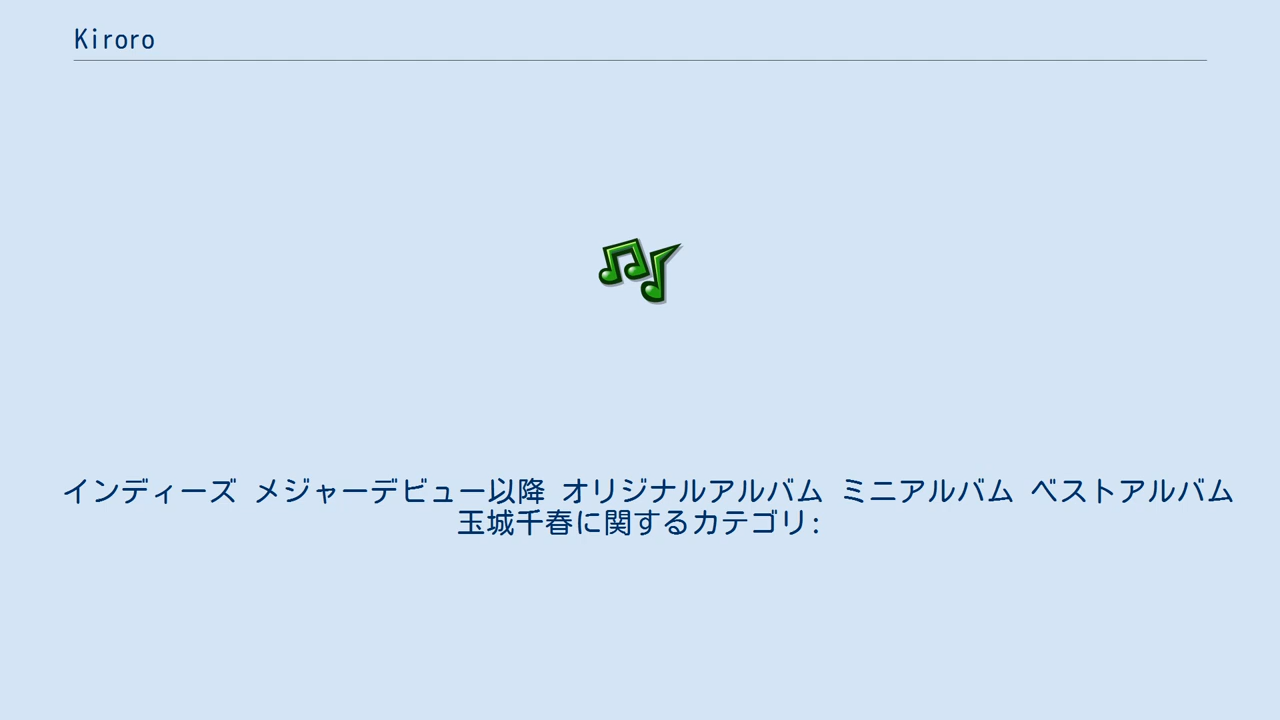 Kiroro
インディーズ メジャーデビュー以降 オリジナルアルバム ミニアルバム ベストアルバム
玉城千春に関するカテゴリ: